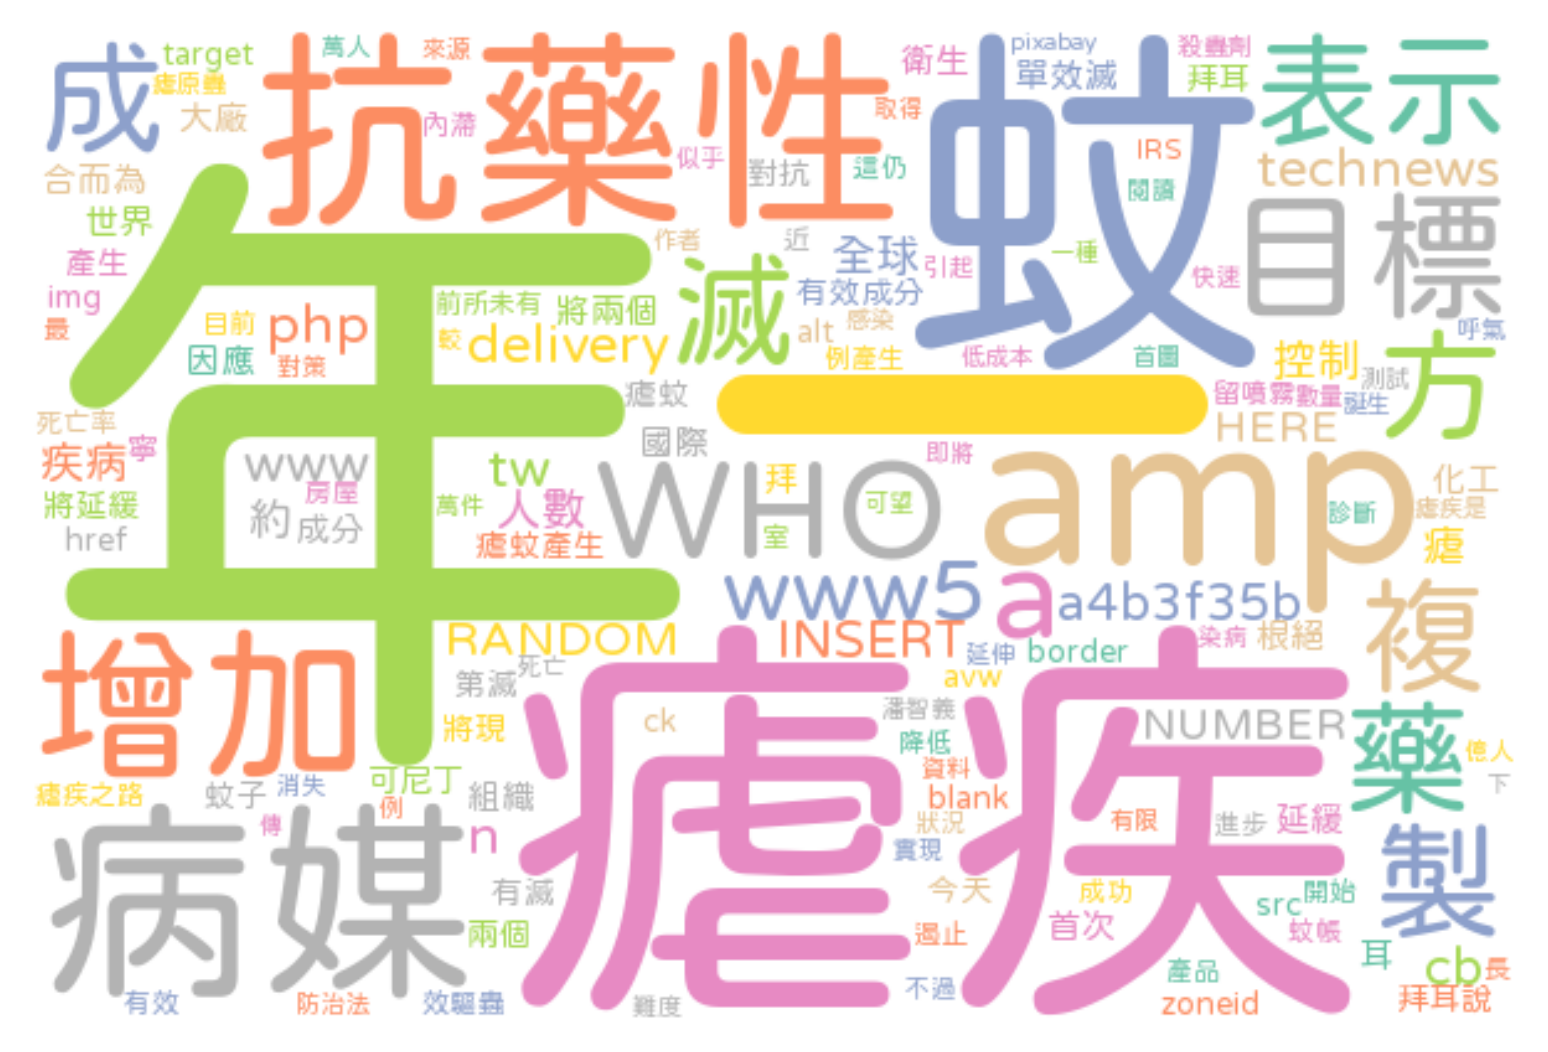 成
target
瘧原蟲
大廠
萬人
來源
抗藥性
內滯
似乎
對抗
取得
這仍
衛生
蚊
pixabay
單效滅
殺蟲劑
拜耳
IRS
閱讀
表示
technews
合而為
世界
產生
img
最
年
目前
php
因應
對策
前所未有
將兩個
較
delivery
滅
作者
近
全球
引起
有效成分
alt
感染
例產生
一種
快速
低成本
首圖
目標
呼氣
控制
測試
方
留噴霧
數量
誕生
HERE
一
瘧蚊
國際
即將
死亡率
疾病
寧
將延緩
href
www
房屋
約
成分
tw
萬件
人數
瘧蚊產生
WHO
拜
室
可望
amp
診斷
化工
瘧疾是
瘧
www5
a
a4b3f35b
RANDOM
INSERT
延伸
border
染病
根絕
複
增加
第滅
死亡
將現
ck
avw
潘智義
降低
NUMBER
藥
億人
下
瘧疾之路
蚊子
消失
可尼丁
例
傳
組織
n
瘧疾
資料
blank
狀況
實現
有限
進步
延緩
製
病媒
有滅
兩個
今天
成功
首次
src
開始
蚊帳
遏止
耳
cb
長
有效
防治法
效驅蟲
難度
不過
產品
zoneid
拜耳說